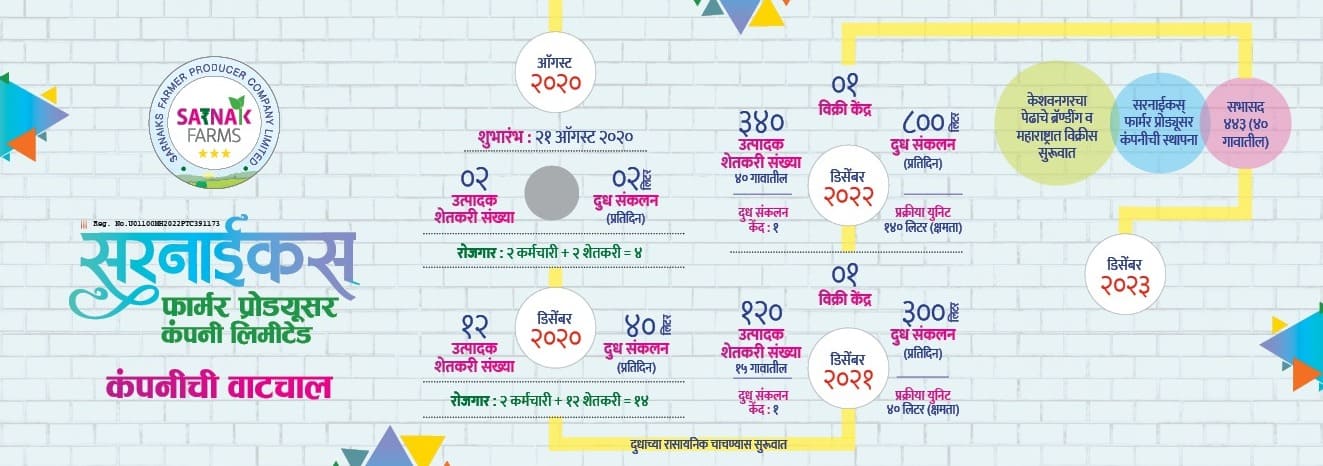 SARNAIKS FARMER PRODUCER COMPANY LIMITED
SARNAK
FARMS
Reg. No.U01100MH2022PTC391173
सुरनाईकस्
फार्मर प्रोडयूसर
कंपनी लिमीटेड
कंपनीची वाटचाल
ऑगस्ट
२०२०
शुभारंभ : २१ ऑगस्ट २०२०
०२
उत्पादक
शेतकरी संख्या
०२ लिटर
दुध संकलन
(प्रतिदिन)
रोजगार : २ कर्मचारी + २ शेतकरी = ४
१२
उत्पादक
शेतकरी संख्या
डिसेंबर
२०२०
४० लिटर
दुध संकलन
(प्रतिदिन)
रोजगार : २ कर्मचारी + १२ शेतकरी = १४
दुधाच्या रासायनिक चाचण्यास सुरूवात
०१
विक्री केंद्र
१२०
उत्पादक
शेतकरी संख्या
१५ गावातील
डिसेंबर
२०२१
३०० लिटर
दुध संकलन
(प्रतिदिन)
दुध संकलन
केंद : १
प्रक्रीया युनिट
४० लिटर (क्षमता)
०१
विक्री केंद्र
३४०
उत्पादक
शेतकरी संख्या
४० गावातील
डिसेंबर
२०२२
८०० लिटर
दुध संकलन
(प्रतिदिन)
दुध संकलन
केंद : १
प्रक्रीया युनिट
१४० लिटर (क्षमता)
केशवनगरचा
पेढाचे ब्रॅण्डींग व
महाराष्ट्रात विक्रीस
सुरूवात
सरनाईकस्
फार्मर प्रोड्यूसर
कंपनीची स्थापना
सभासद
४४३ (४०
गावातील)
डिसेंबर
२०२३